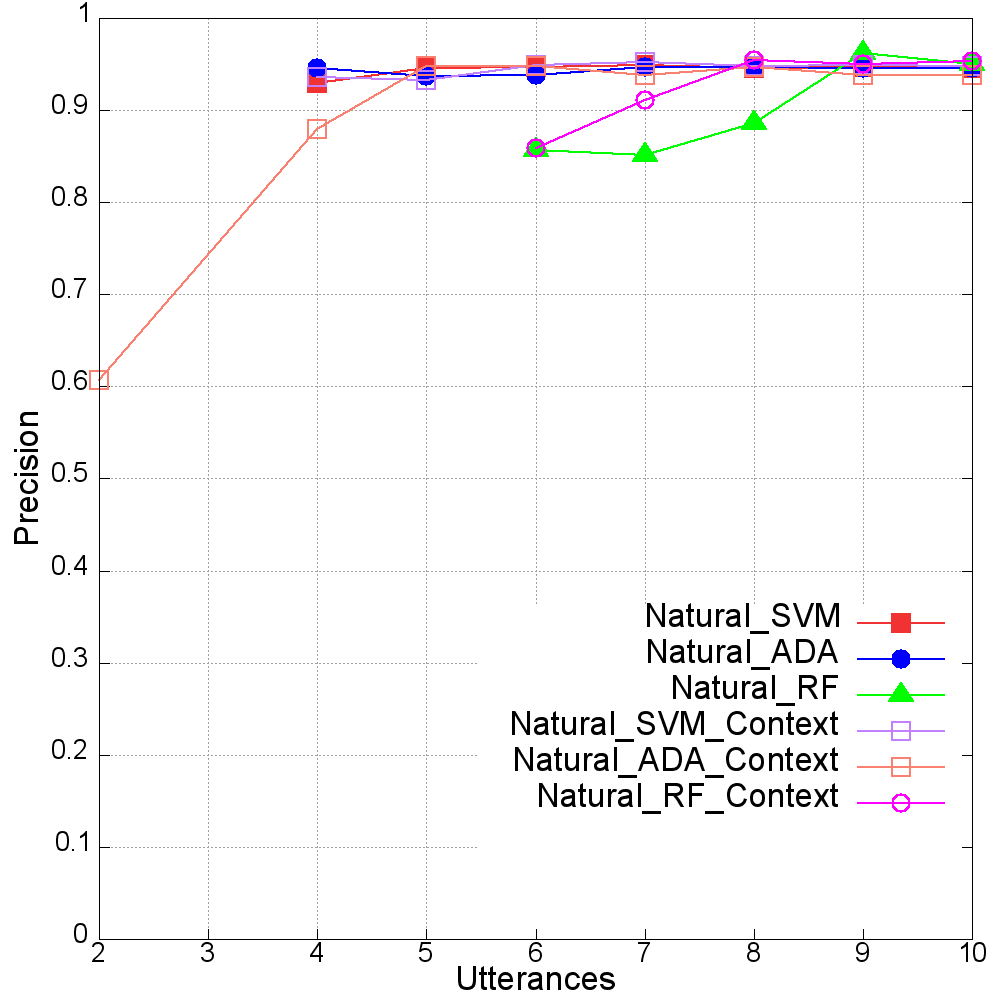 1
0.9
0.8
0.7
0.6
0.5
0.4
0.3
0.2
0.1
0
Precision
Natural_SVM
Natural_ADA
Natural_RF
Natural_SVM_Context
Natural_ADA_Context
Natural_RF_Context
2 3 4 5 6 7 8 9 10
Utterances